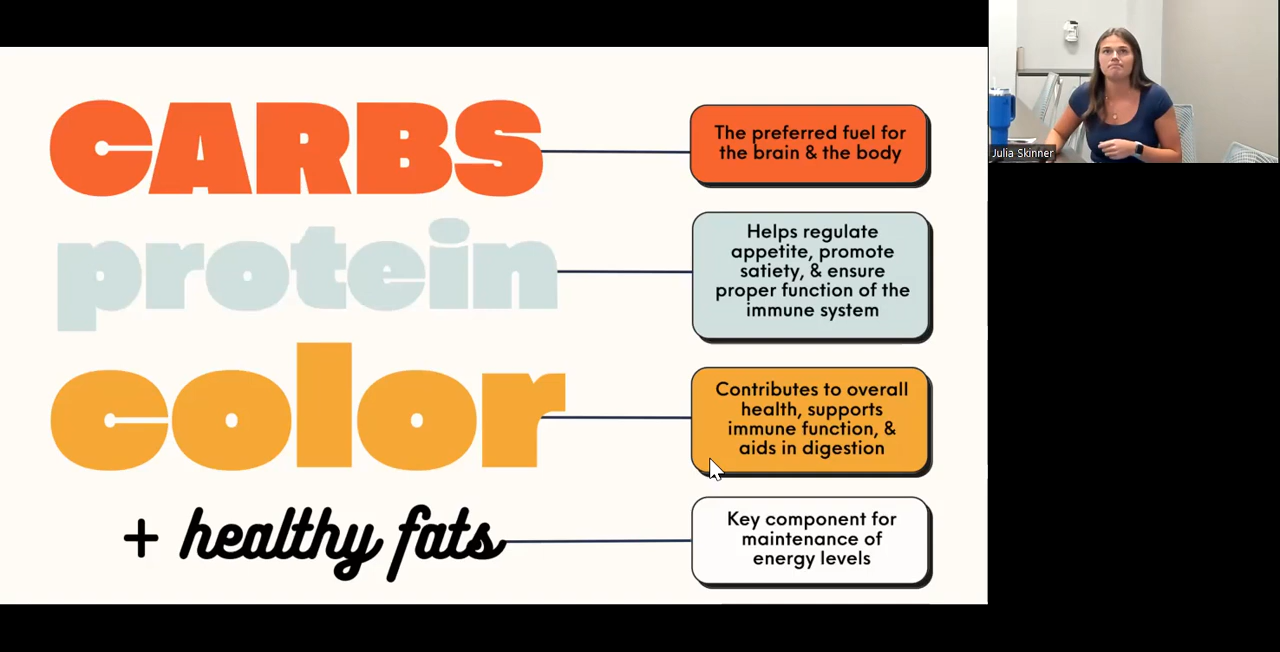 CARBS
The preferred fuel for
the brain & the body
protein
Helps regulate
appetite, promote
satiety, & ensure
proper function of the
immune system
color
Contributes to overall
health, supports
immune function, &
aids in digestion
+ healthy fats
Key component for
maintenance of
energy levels
Julia Skinner